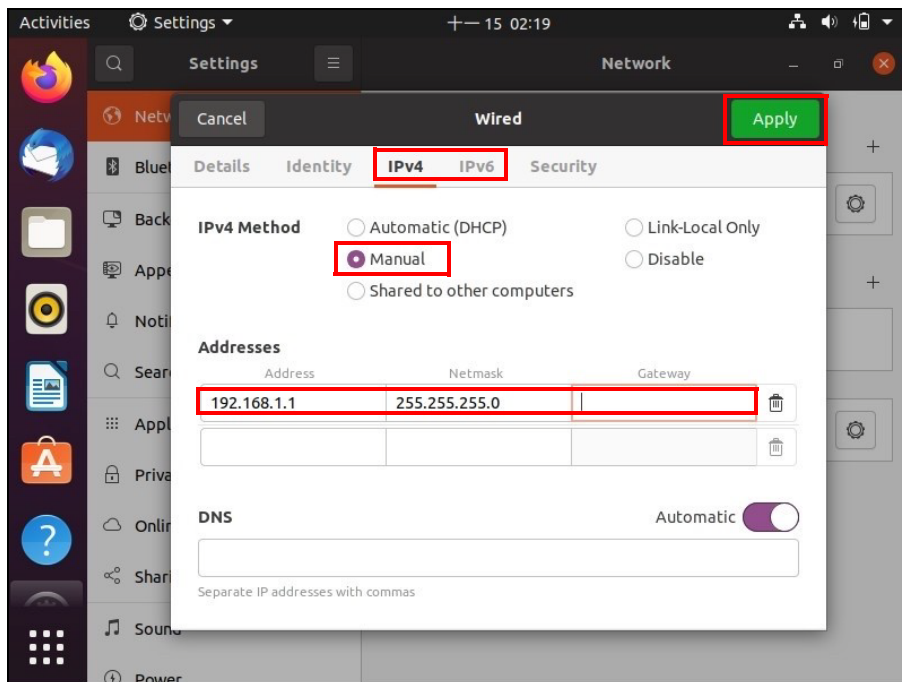 Activities Settings 十一 15 02:19
Settings Network
Cancel Wired Apply
Details Identity IPv4 IPv6 Security
IPv4 Method Automatic (DHCP) Link-Local Only
Manual Disable
Shared to other computers
Addresses
Address Netmask Gateway
192.168.1.1 255.255.255.0
DNS Automatic
Separate IP addresses with commas
Netw
Bluet
Back
Appe
Notif
Sear
Appl
Priva
Onlin
Shari
Sound
Power